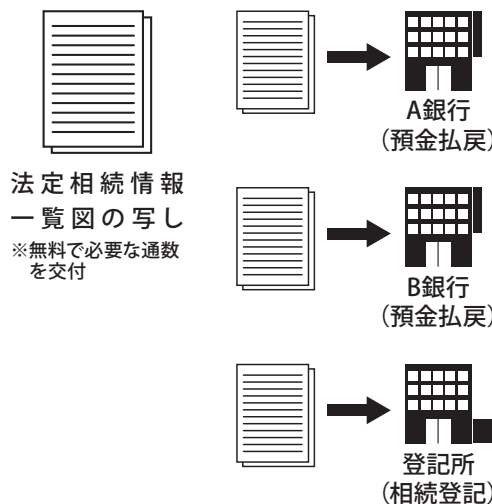 法定相続情報
一覧図の写し
※無料で必要な通数
を交付
A銀行
(預金払戻)
B銀行
(預金払戻)
登記所
(相続登記)